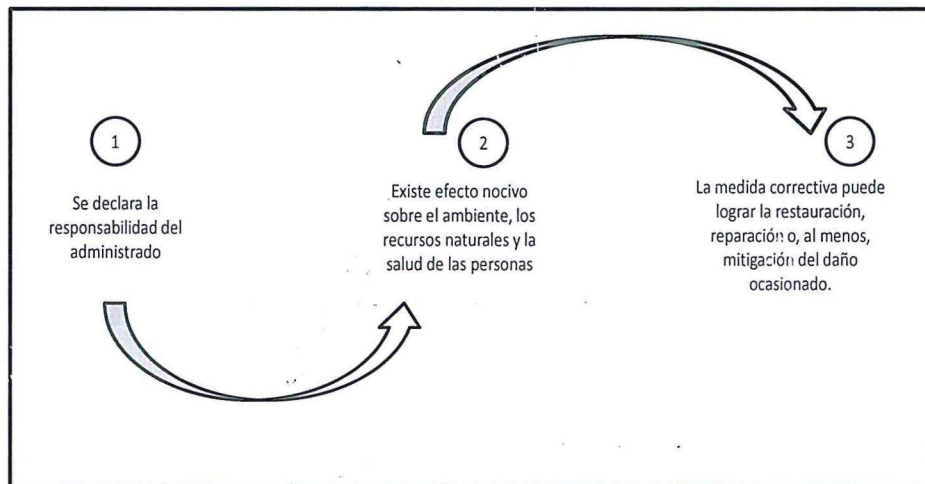 1
Se declara la
responsabilidad del
administrado
2
Existe efecto nocivo
sobre el ambiente, los
recursos naturales y la
salud de las personas
3
La medida correctiva puede
lograr la restauración,
reparación o, al menos,
mitigación del daño
ocasionado.